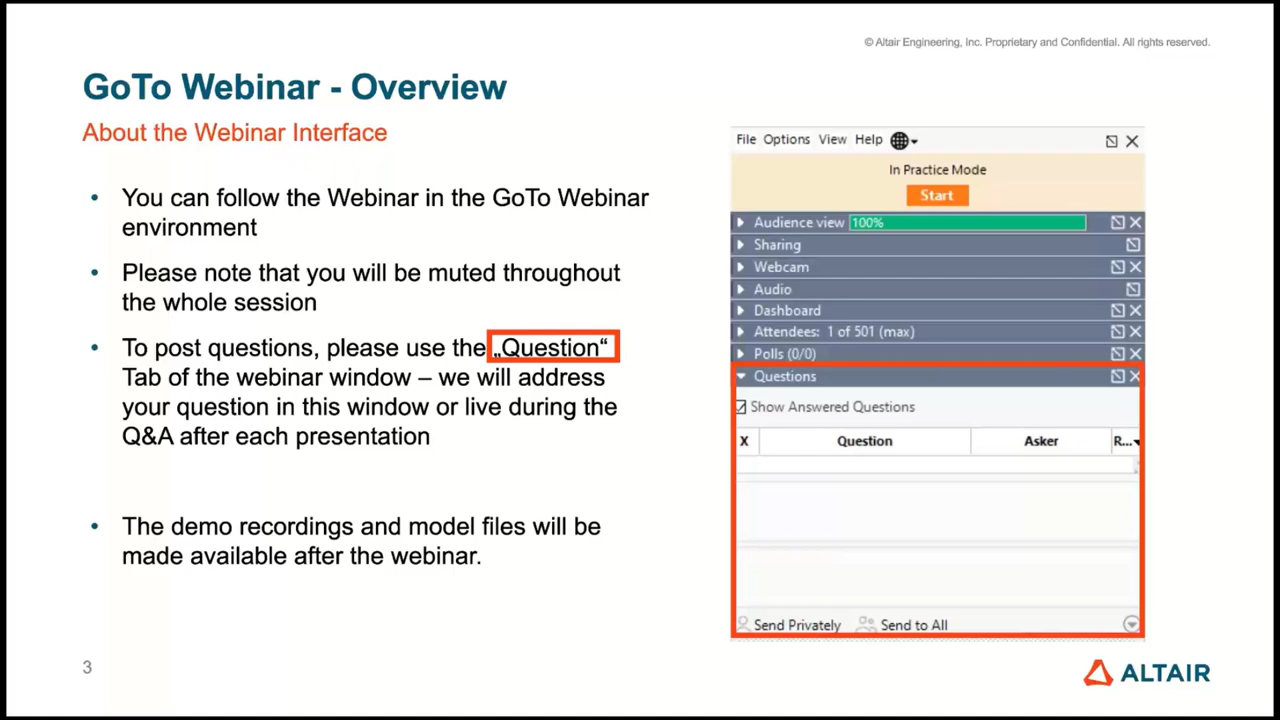 © Altair Engineering, Inc. Proprietary and Confidential. All rights reserved.
GoTo Webinar - Overview
About the Webinar Interface
• You can follow the Webinar in the GoTo Webinar
environment
• Please note that you will be muted throughout
the whole session
• To post questions, please use the „Question“
Tab of the webinar window – we will address
your question in this window or live during the
Q&A after each presentation
• The demo recordings and model files will be
made available after the webinar.
File Options View Help
In Practice Mode
Start
Audience view 100%
Sharing
Webcam
Audio
Dashboard
Attendees: 1 of 501 (max)
Polls (0/0)
Questions
Show Answered Questions
X Question Asker R...
Send Privately Send to All
3
ALTAIR